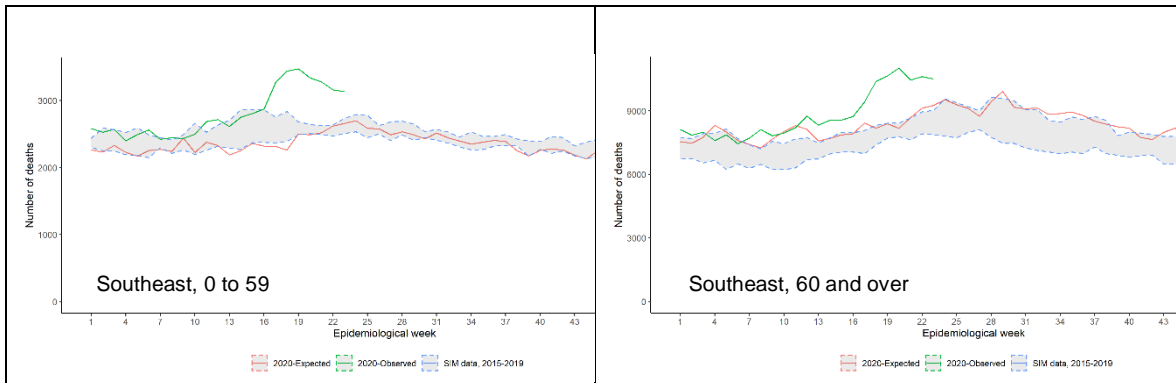 Number of deaths
3000
2000
1000
0
Southeast, 0 to 59
1 4 7 10 13 16 19 22 25 28 31 34 37 40 43
Epidemiological week
2020-Expected 2020-Observed SIM data, 2015-2019
Number of deaths
9000
6000
3000
0
Southeast, 60 and over
1 4 7 10 13 16 19 22 25 28 31 34 37 40 43
Epidemiological week
2020-Expected 2020-Observed SIM data, 2015-2019